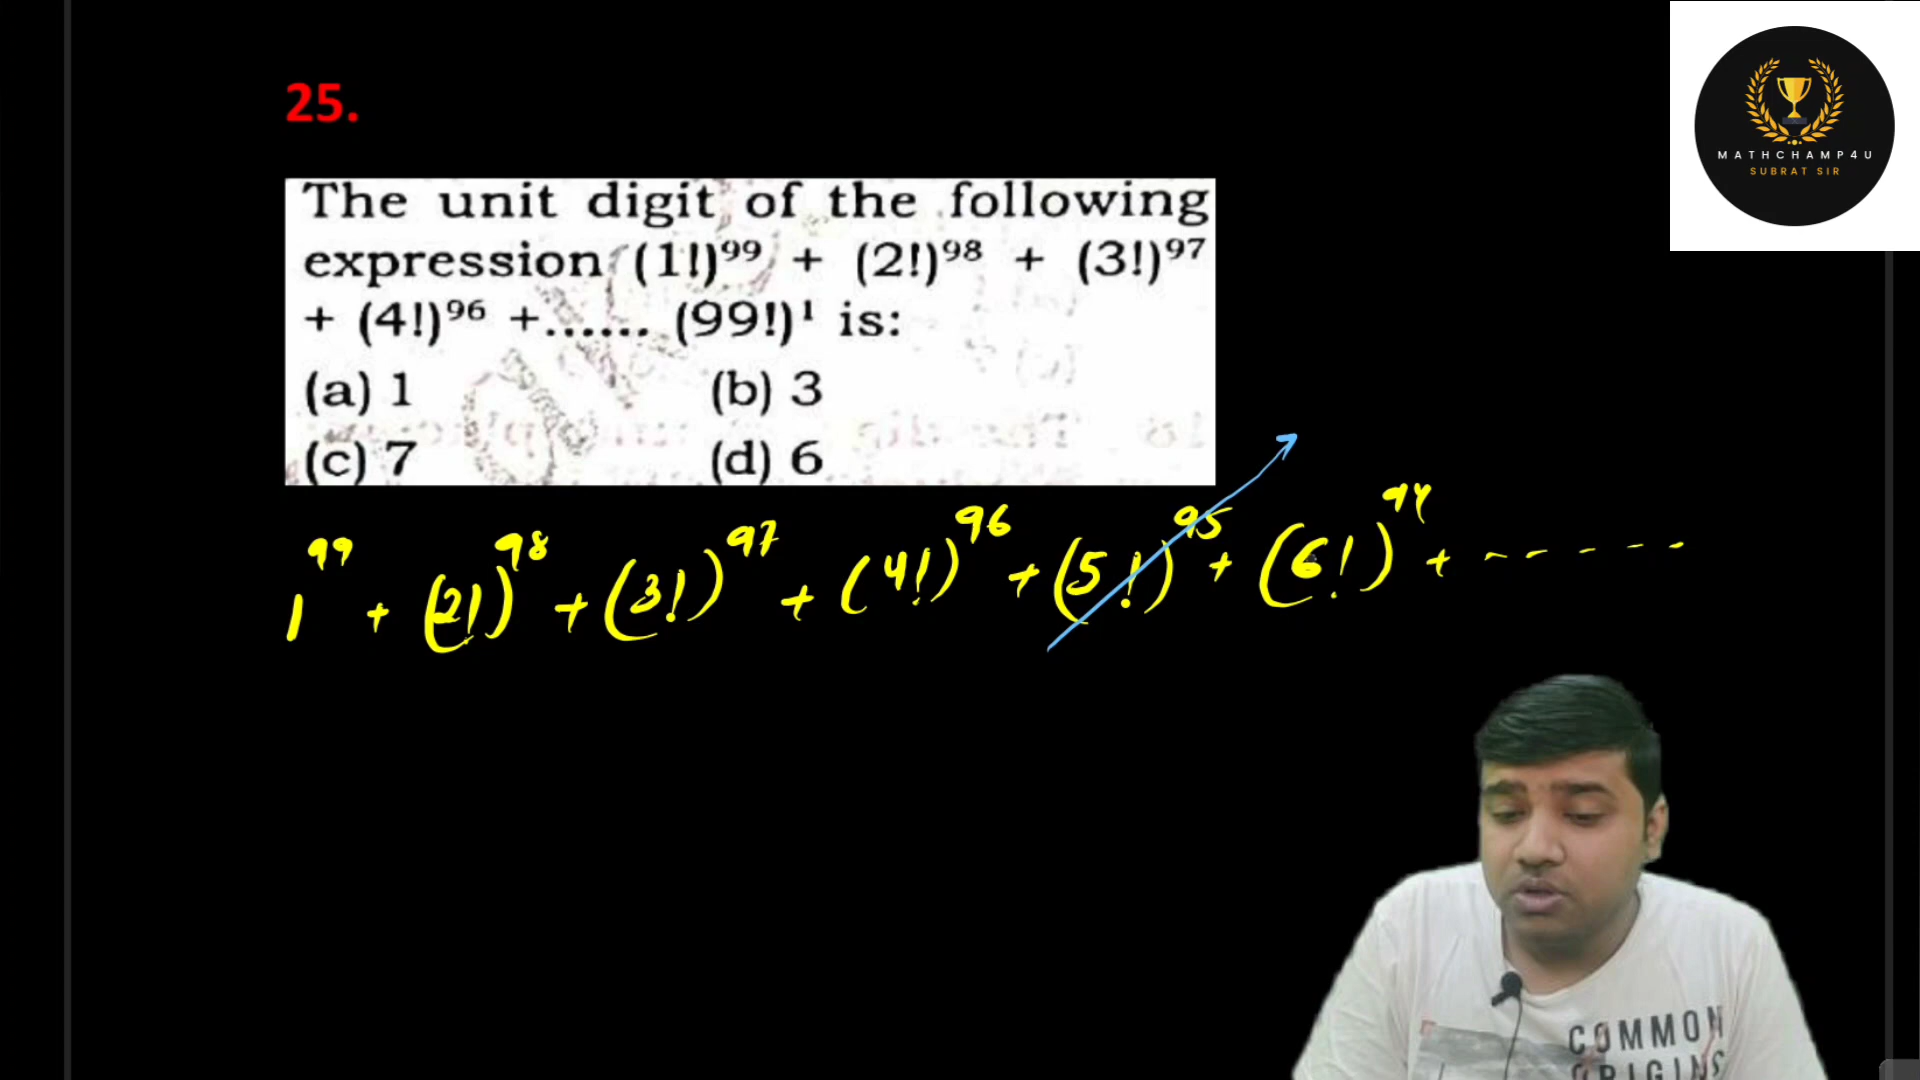 MATHCHAMP4U
SUBRAT SIR
25.
The unit digit of the following
expression (1!)⁹⁹ + (2!)⁹⁸ + (3!)⁹⁷
+ (4!)⁹⁶ +...... (99!)¹ is:
(a) 1 (b) 3
(c) 7 (d) 6
1⁹⁹ + (2!)⁹⁸ + (3!)⁹⁷ + (4!)⁹⁶ + (5!)⁹⁵ + (6!)⁹⁴ + - - - - -
COMMON
ORIGINS